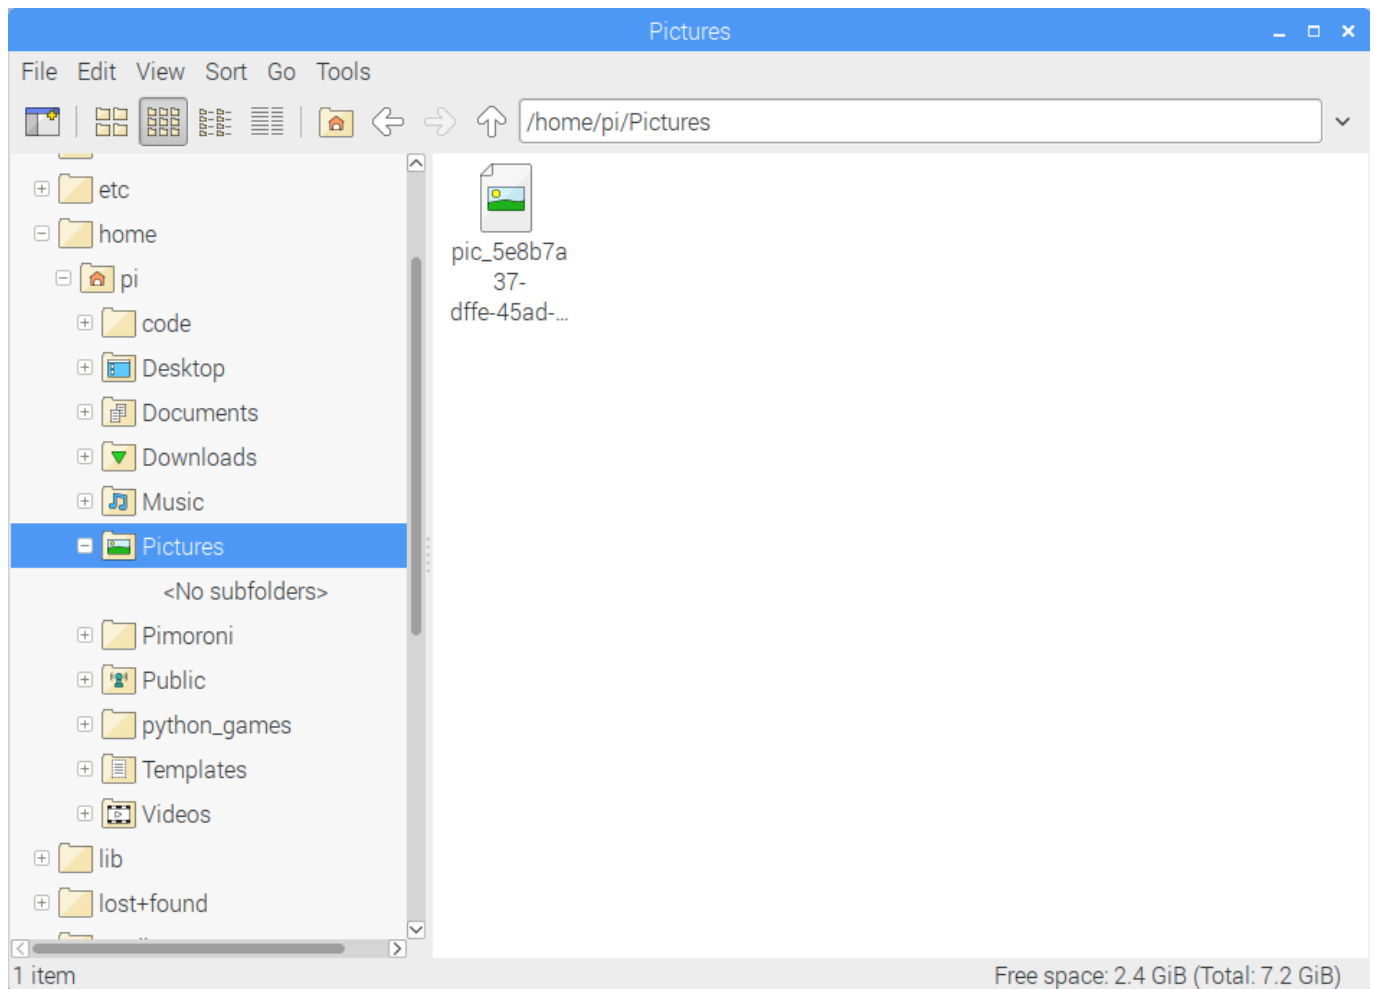 Pictures
File Edit View Sort Go Tools
/home/pi/Pictures
etc
home
pi
code
Desktop
Documents
Downloads
Music
Pictures
<No subfolders>
Pimoroni
Public
python_games
Templates
Videos
lib
lost+found
pic_5e8b7a
37-
dffe-45ad-...
1 item
Free space: 2.4 GiB (Total: 7.2 GiB)